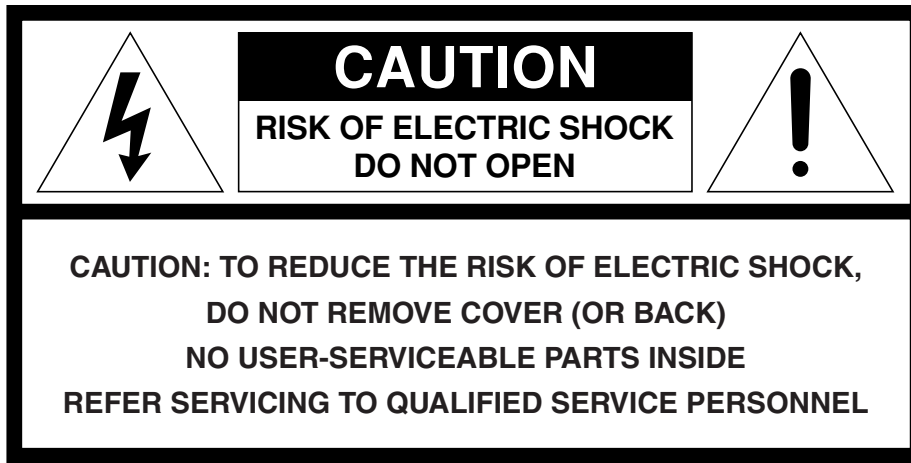 CAUTION
RISK OF ELECTRIC SHOCK
DO NOT OPEN
CAUTION: TO REDUCE THE RISK OF ELECTRIC SHOCK,
DO NOT REMOVE COVER (OR BACK)
NO USER-SERVICEABLE PARTS INSIDE
REFER SERVICING TO QUALIFIED SERVICE PERSONNEL